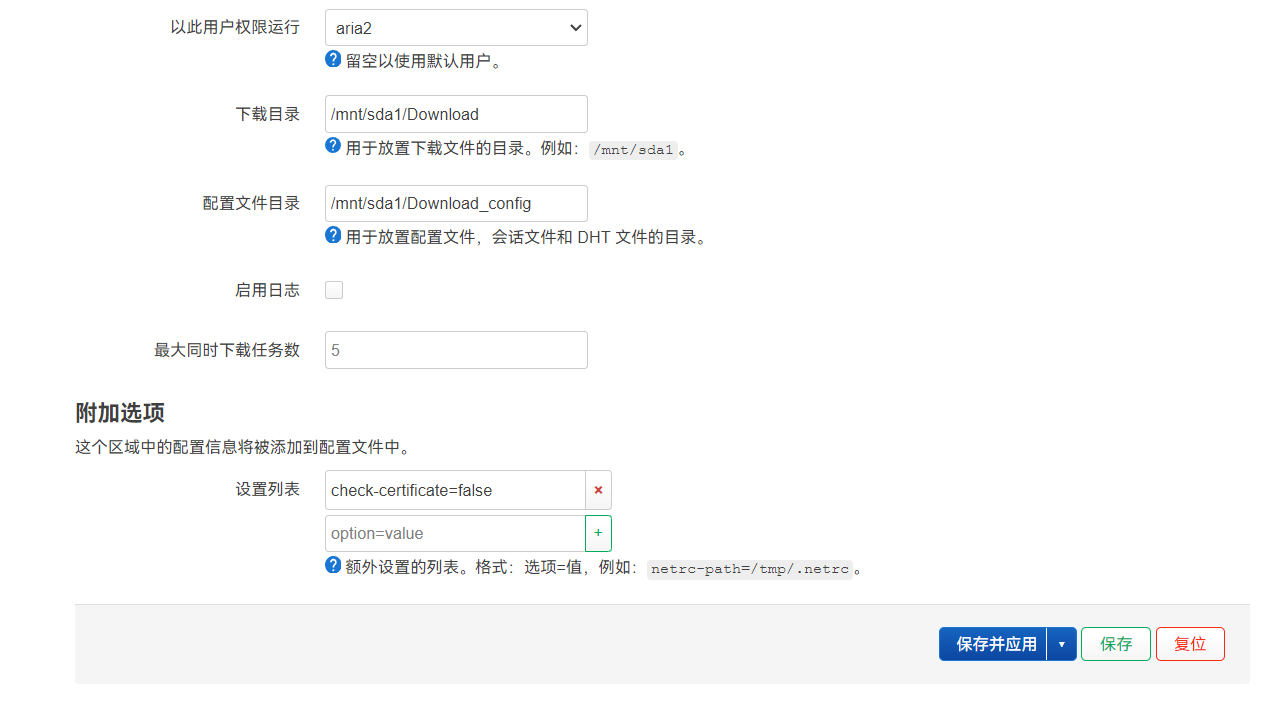 以此用户权限运行 aria2
留空以使用默认用户。
下载目录 /mnt/sda1/Download
用于放置下载文件的目录。例如：/mnt/sda1。
配置文件目录 /mnt/sda1/Download_config
用于放置配置文件，会话文件和 DHT 文件的目录。
启用日志
最大同时下载任务数 5
附加选项
这个区域中的配置信息将被添加到配置文件中。
设置列表 check-certificate=false ×
option=value +
额外设置的列表。格式：选项=值，例如：netrc-path=/tmp/.netrc。
保存并应用 ▾ 保存 复位